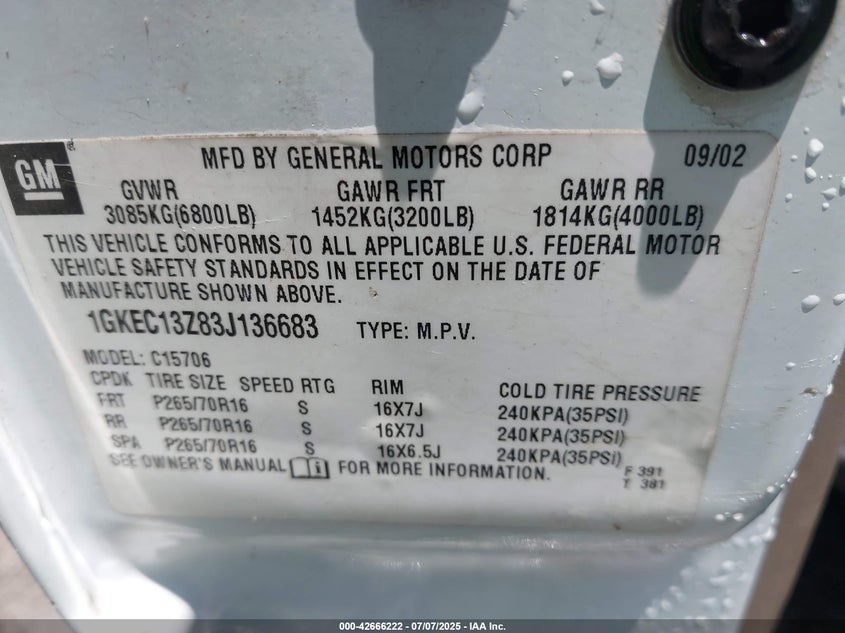 GM
MFD BY GENERAL MOTORS CORP 09/02
GVWR GAWR FRT GAWR RR
3085KG(6800LB) 1452KG(3200LB) 1814KG(4000LB)
THIS VEHICLE CONFORMS TO ALL APPLICABLE U.S. FEDERAL MOTOR
VEHICLE SAFETY STANDARDS IN EFFECT ON THE DATE OF
MANUFACTURE SHOWN ABOVE.
1GKEC13Z83J136683 TYPE: M.P.V.
MODEL: C15706
CPDK TIRE SIZE SPEED RTG RIM COLD TIRE PRESSURE
FRT P265/70R16 S 16X7J 240KPA(35PSI)
RR P265/70R16 S 16X7J 240KPA(35PSI)
SPA P265/70R16 S 16X6.5J 240KPA(35PSI)
SEE OWNER'S MANUAL FOR MORE INFORMATION.
F 391
T 381
000-42666222 - 07/07/2025 - IAA Inc.